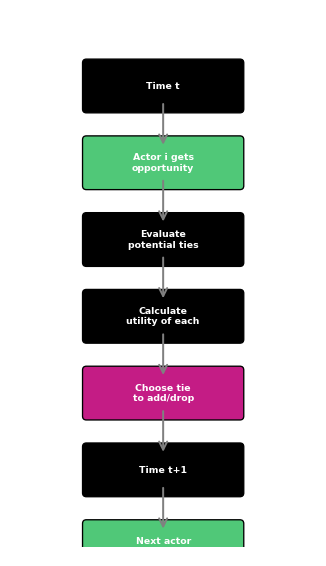 Time t
Actor i gets
opportunity
Evaluate
potential ties
Calculate
utility of each
Choose tie
to add/drop
Time t+1
Next actor